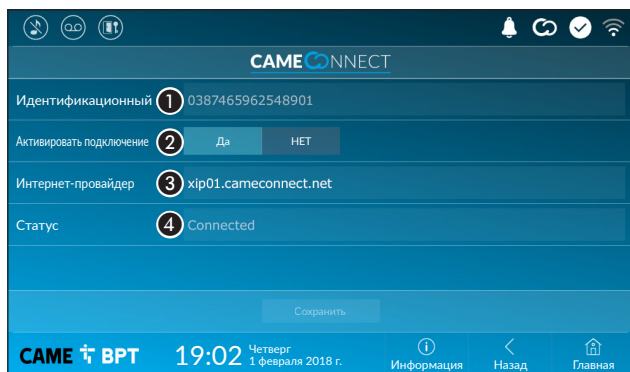 CAMECONNECT
Идентификационный 1 0387465962548901
Активировать подключение 2 Да НЕТ
Интернет-провайдер 3 xip01.cameconnect.net
Статус 4 Connected
Сохранить
CAME BPT 19:02 Четверг
1 февраля 2018 г.
Информация Назад Главная